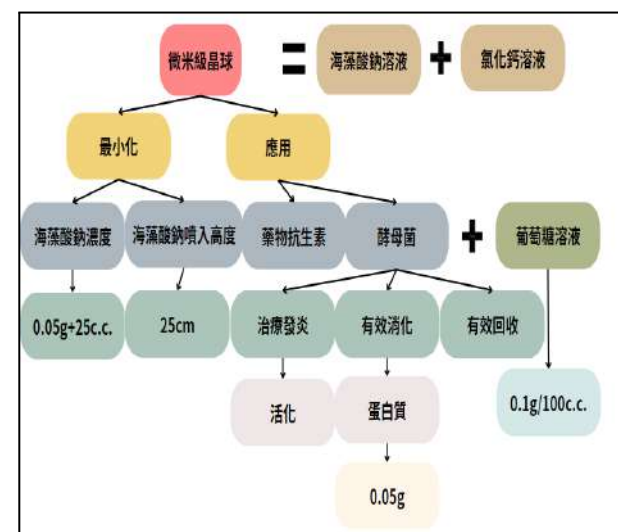 微米級晶球 = 海藻酸鈉溶液 + 氯化鈣溶液
最小化 應用
海藻酸鈉濃度 海藻酸鈉噴入高度 藥物抗生素 酵母菌 + 葡萄糖溶液
0.05g+25c.c. 25cm 治療發炎 有效消化 有效回收
活化 蛋白質 0.1g/100c.c.
0.05g